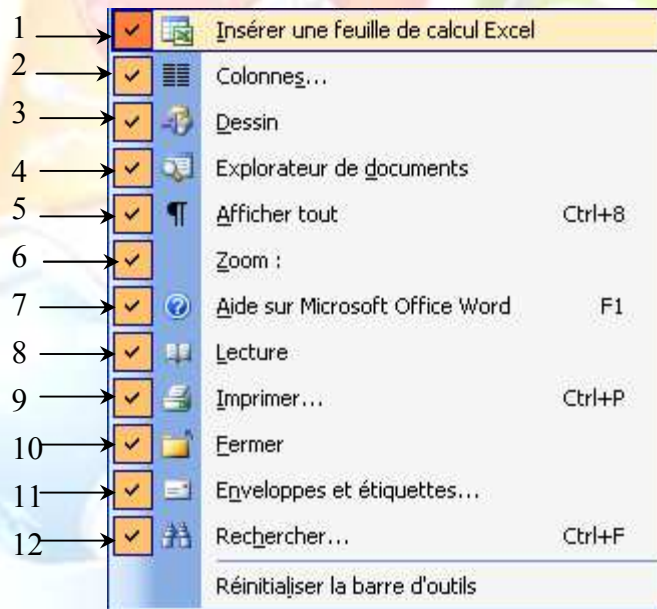 1 Insérer une feuille de calcul Excel
2 Colonnes...
3 Dessin
4 Explorateur de documents
5 Afficher tout Ctrl+8
6 Zoom :
7 Aide sur Microsoft Office Word F1
8 Lecture
9 Imprimer... Ctrl+P
10 Fermer
11 Enveloppes et étiquettes...
12 Rechercher... Ctrl+F
Réinitialiser la barre d'outils